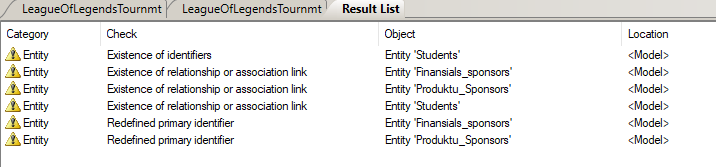 LeagueOfLegendsTournmt LeagueOfLegendsTournmt Result List
Category Check Object Location
Entity Existence of identifiers Entity 'Students' <Model>
Entity Existence of relationship or association link Entity 'Finansials_sponsors' <Model>
Entity Existence of relationship or association link Entity 'Produktu_Sponsors' <Model>
Entity Existence of relationship or association link Entity 'Students' <Model>
Entity Redefined primary identifier Entity 'Finansials_sponsors' <Model>
Entity Redefined primary identifier Entity 'Produktu_Sponsors' <Model>